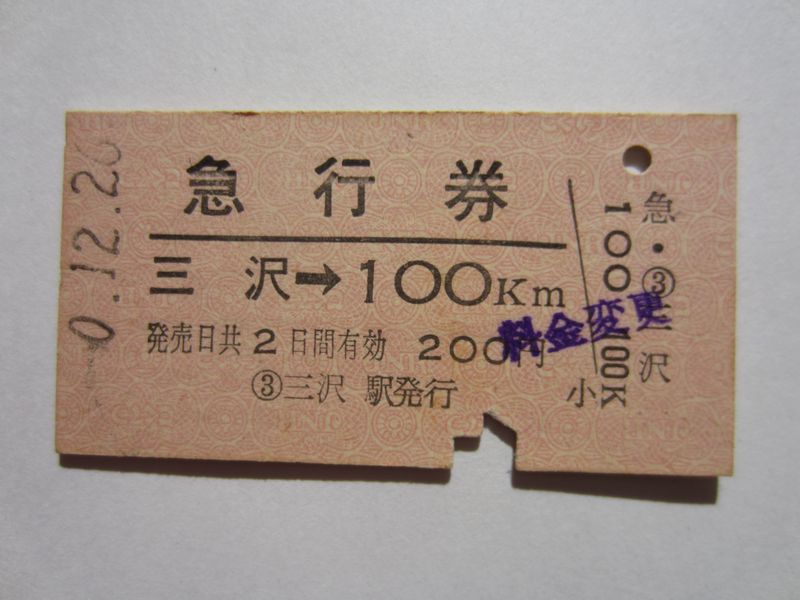 急行券
三沢→100Km
発売日共2日間有効 200円
③三沢駅発行
料金変更
急・③三沢
100
100K
小
0.12.20